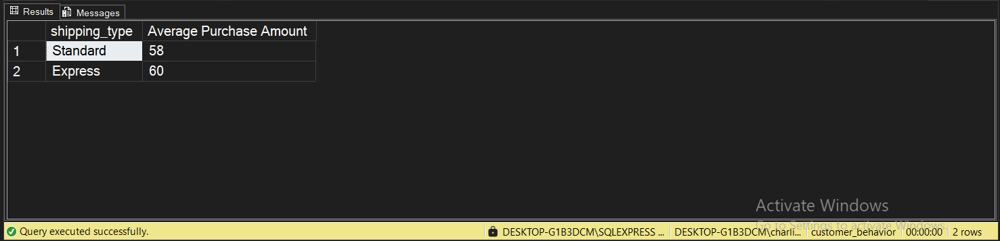 Results Messages
shipping_type Average Purchase Amount
1 Standard 58
2 Express 60
Activate Windows
Go to Settings to activate Windows.
Query executed successfully. DESKTOP-G1B3DCM\SQLEXPRESS ... DESKTOP-G1B3DCM\charli... customer_behavior 00:00:00 2 rows